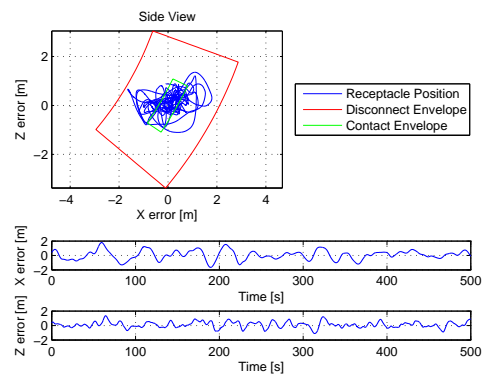 Side View
Z error [m]
2
0
−2
−4 −2 0 2 4
X error [m]
Receptacle Position
Disconnect Envelope
Contact Envelope
X error [m]
2
0
−2
0 100 200 300 400 500
Time [s]
Z error [m]
2
0
−2
0 100 200 300 400 500
Time [s]